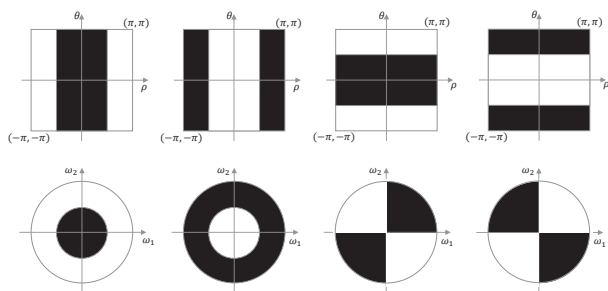 θ (π, π) θ (π, π) θ (π, π) θ (π, π)
ρ ρ ρ ρ
(−π, −π) (−π, −π) (−π, −π) (−π, −π)
ω₂ ω₂ ω₂ ω₂
ω₁ ω₁ ω₁ ω₁